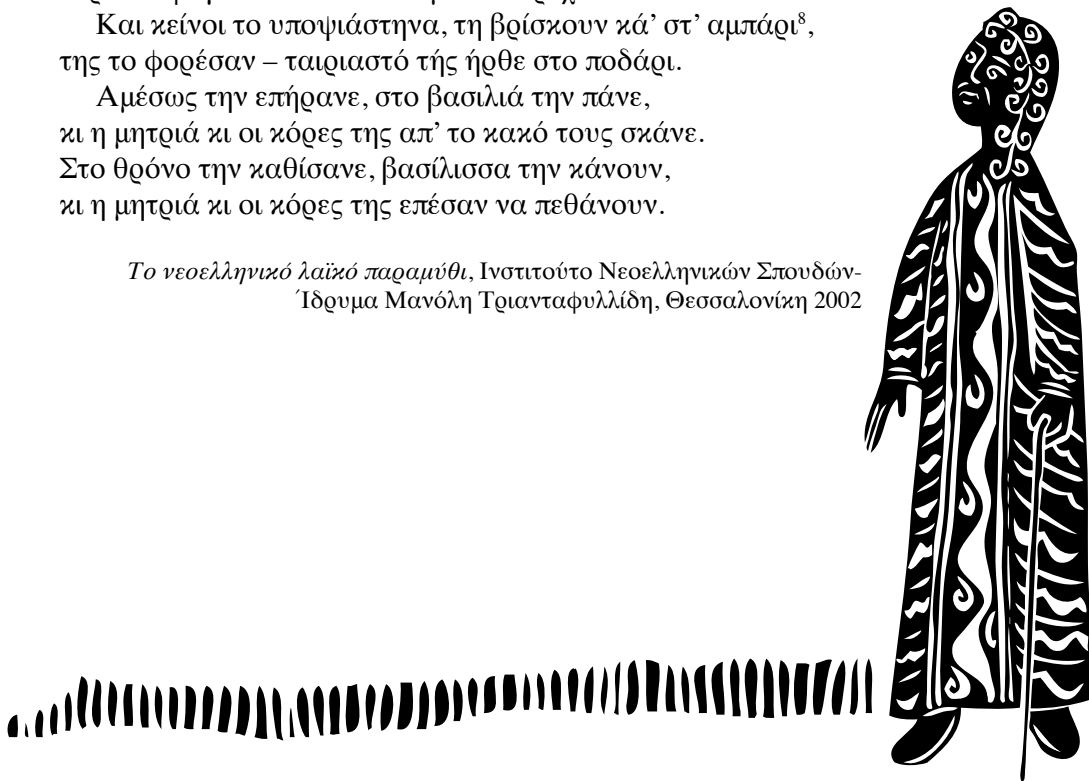 Και κείνοι το υποψιάστηνα, τη βρίσκουν κά’ στ’ αμπάρι⁸,
της το φορέσαν – ταιριαστό τής ήρθε στο ποδάρι.
Αμέσως την επήρανε, στο βασιλιά την πάνε,
κι η μητριά κι οι κόρες της απ’ το κακό τους σκάνε.
Στο θρόνο την καθίσανε, βασίλισσα την κάνουν,
κι η μητριά κι οι κόρες της επέσαν να πεθάνουν.
Το νεοελληνικό λαϊκό παραμύθι, Ινστιτούτο Νεοελληνικών Σπουδών-
Ίδρυμα Μανόλη Τριανταφυλλίδη, Θεσσαλονίκη 2002